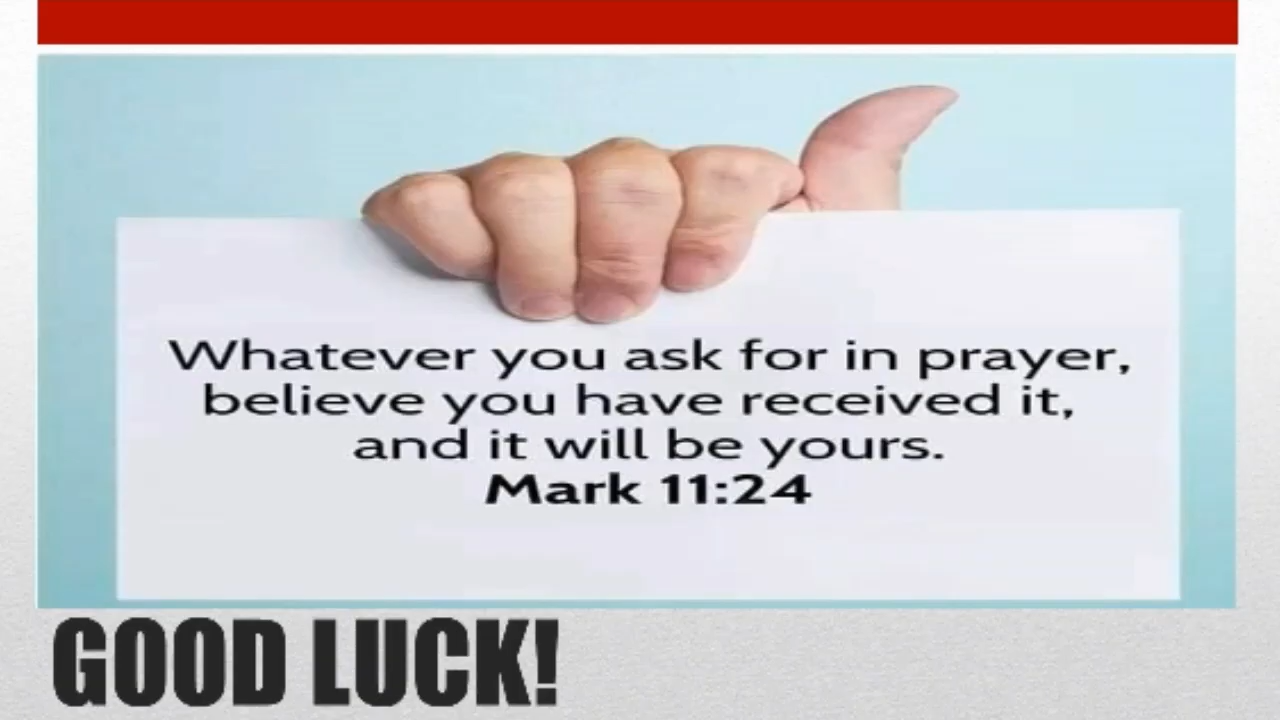 Whatever you ask for in prayer,
believe you have received it,
and it will be yours.
Mark 11:24
GOOD LUCK!